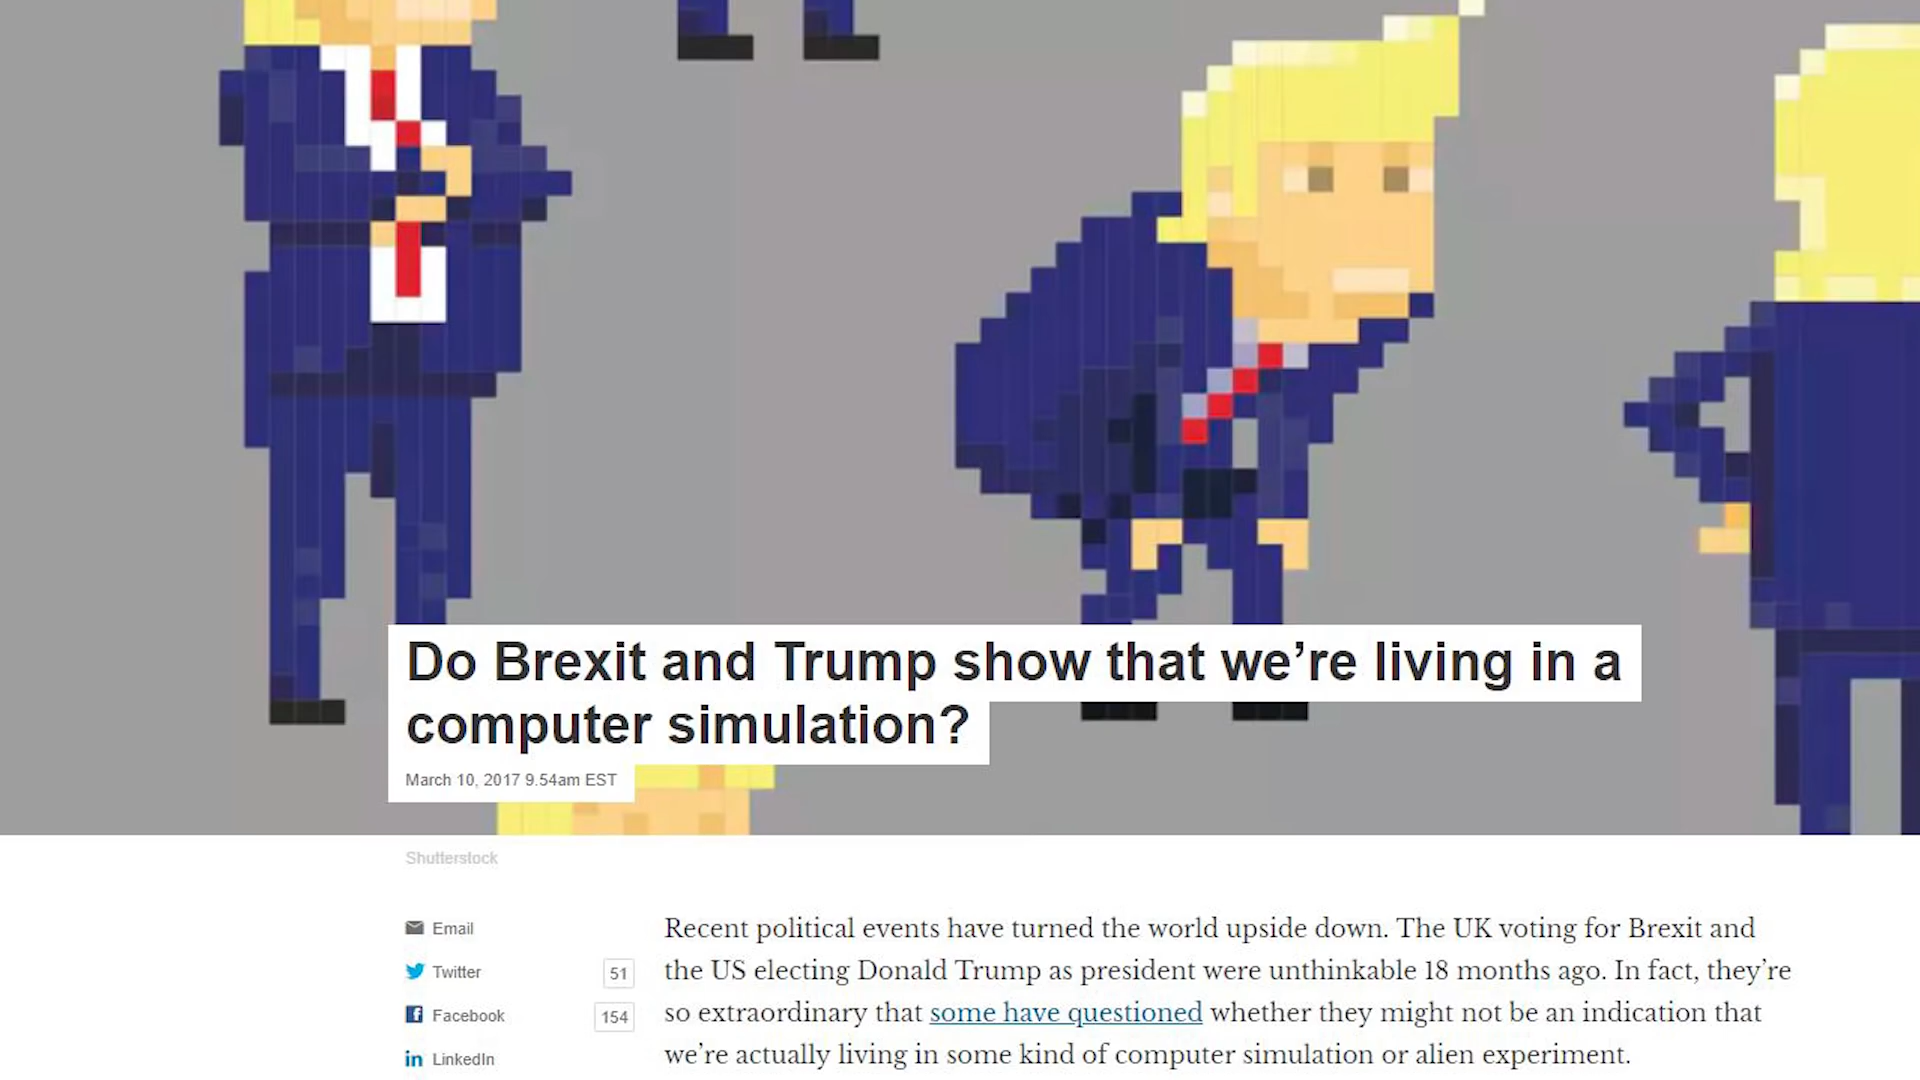 Do Brexit and Trump show that we’re living in a
computer simulation?
March 10, 2017 9.54am EST
Shutterstock
Email
Twitter 51
Facebook 154
LinkedIn
Recent political events have turned the world upside down. The UK voting for Brexit and
the US electing Donald Trump as president were unthinkable 18 months ago. In fact, they’re
so extraordinary that some have questioned whether they might not be an indication that
we’re actually living in some kind of computer simulation or alien experiment.